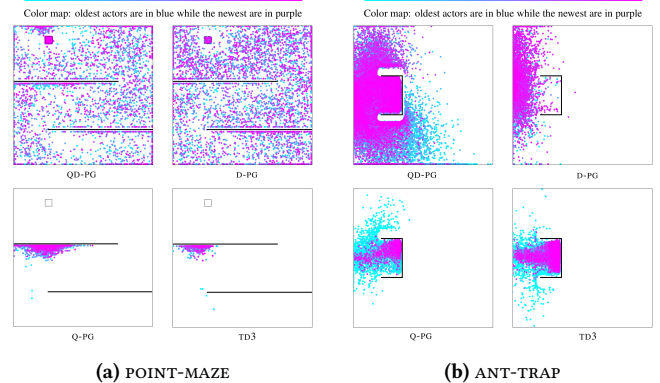 Color map: oldest actors are in blue while the newest are in purple
Color map: oldest actors are in blue while the newest are in purple
QD-PG
D-PG
QD-PG
D-PG
Q-PG
TD3
Q-PG
TD3
(a) POINT-MAZE
(b) ANT-TRAP